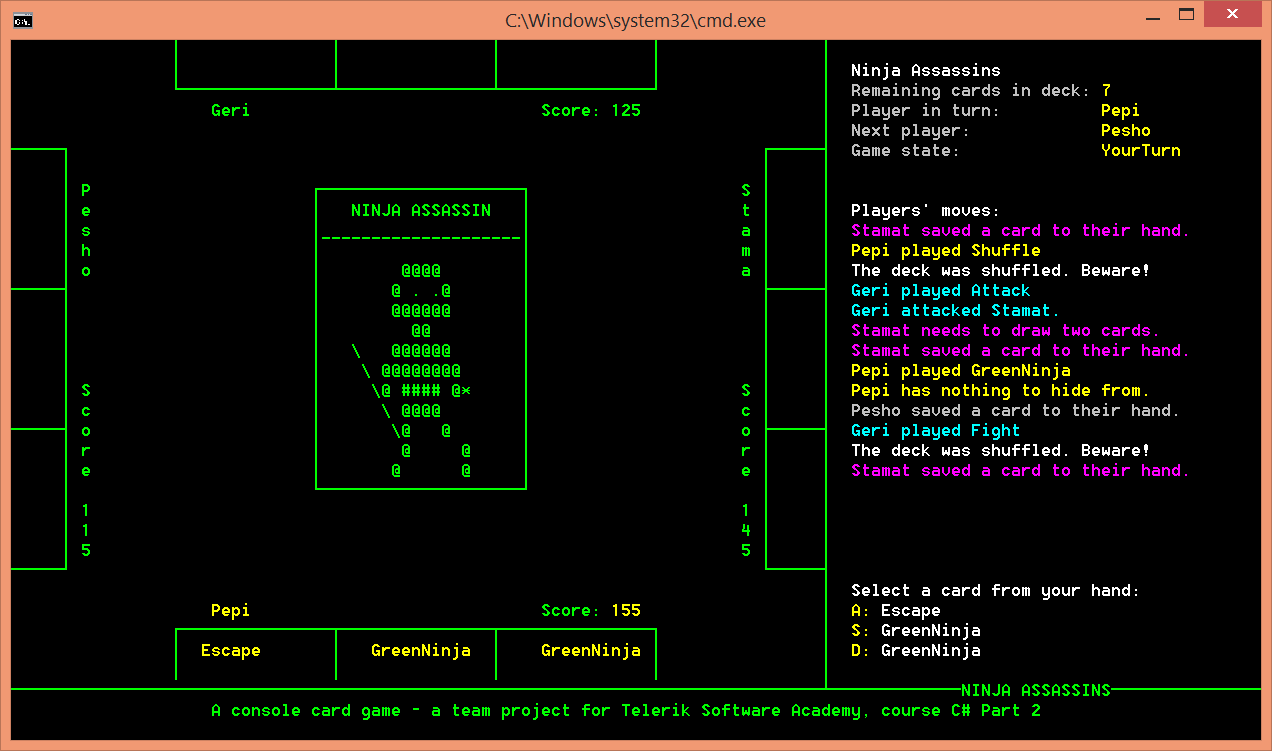 C:\Windows\system32\cmd.exe
Geri Score: 125
Pesho
Score 115
NINJA ASSASSIN
--------------------
@@@@
@ . .@
@@@@@@
@@
\   @@@@@@
\ @@@@@@@@
\@ #### @*
\ @@@@
\@   @
@     @
@      @
Stama
Score 145
Pepi Score: 155
Escape GreenNinja GreenNinja
Ninja Assassins
Remaining cards in deck: 7
Player in turn: Pepi
Next player: Pesho
Game state: YourTurn
Players' moves:
Stamat saved a card to their hand.
Pepi played Shuffle
The deck was shuffled. Beware!
Geri played Attack
Geri attacked Stamat.
Stamat needs to draw two cards.
Stamat saved a card to their hand.
Pepi played GreenNinja
Pepi has nothing to hide from.
Pesho saved a card to their hand.
Geri played Fight
The deck was shuffled. Beware!
Stamat saved a card to their hand.
Select a card from your hand:
A: Escape
S: GreenNinja
D: GreenNinja
NINJA ASSASSINS
A console card game - a team project for Telerik Software Academy, course C# Part 2